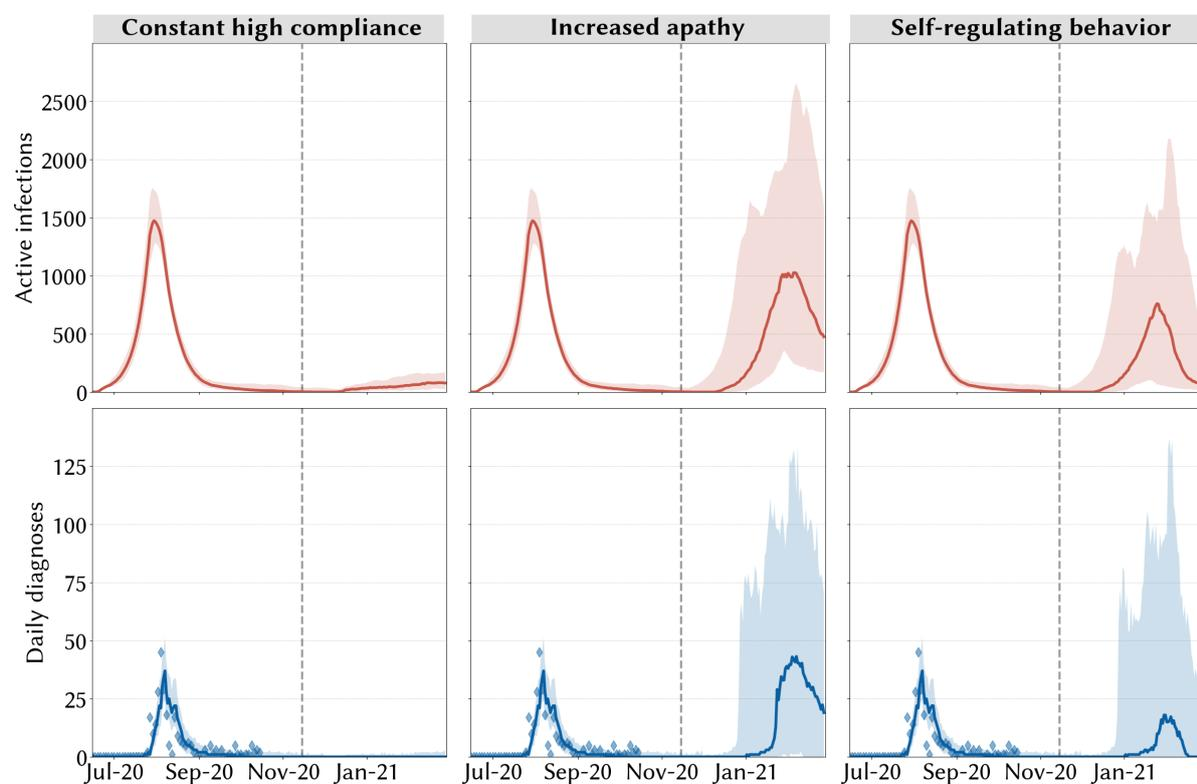 Constant high compliance
Increased apathy
Self-regulating behavior
Active infections
2500
2000
1500
1000
500
0
Daily diagnoses
125
100
75
50
25
0
Jul-20 Sep-20 Nov-20 Jan-21
Jul-20 Sep-20 Nov-20 Jan-21
Jul-20 Sep-20 Nov-20 Jan-21